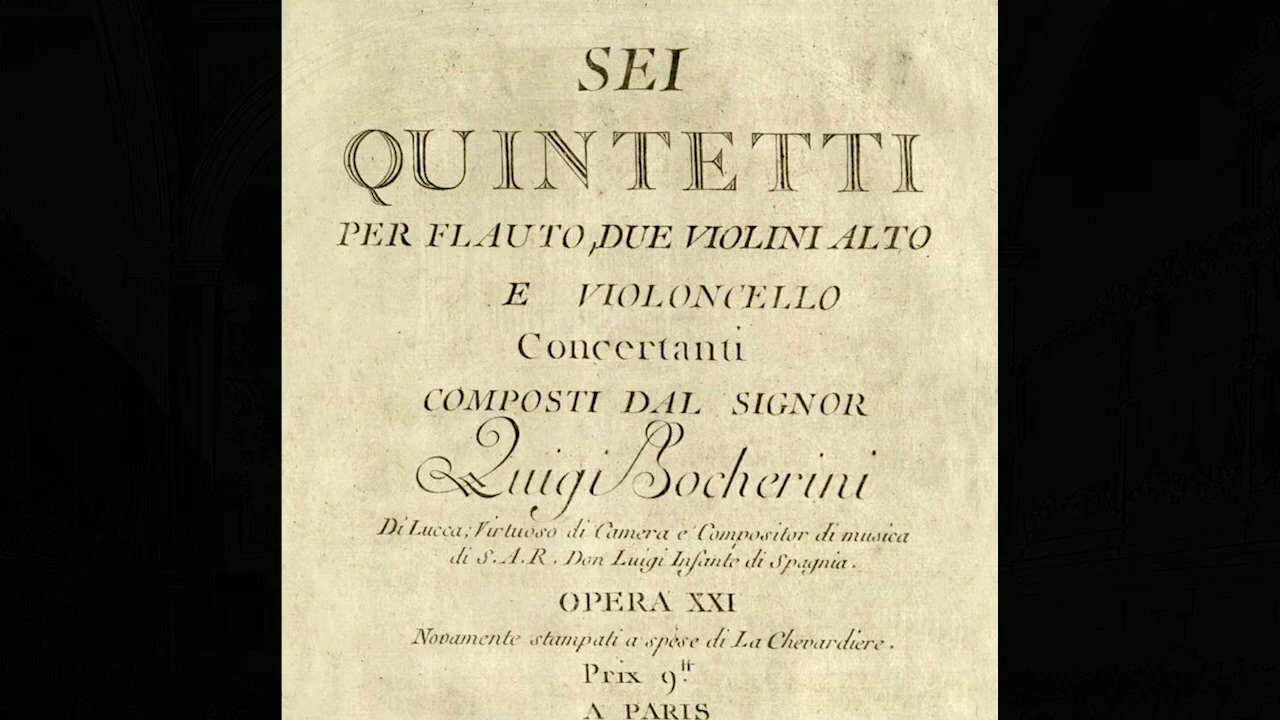 SEI
QUINTETTI
PER FLAUTO, DUE VIOLINI ALTO
E VIOLONCELLO
Concertanti
COMPOSTI DAL SIGNOR
Luigi Bocherini
Di Lucca; Virtuoso di Camera e Compositor di musica
di S. A. R. Don Luigi Infante di Spagnia.
OPERA XXI
Novamente stampati a spese di La Chevardiere.
Prix 9.tt
A PARIS